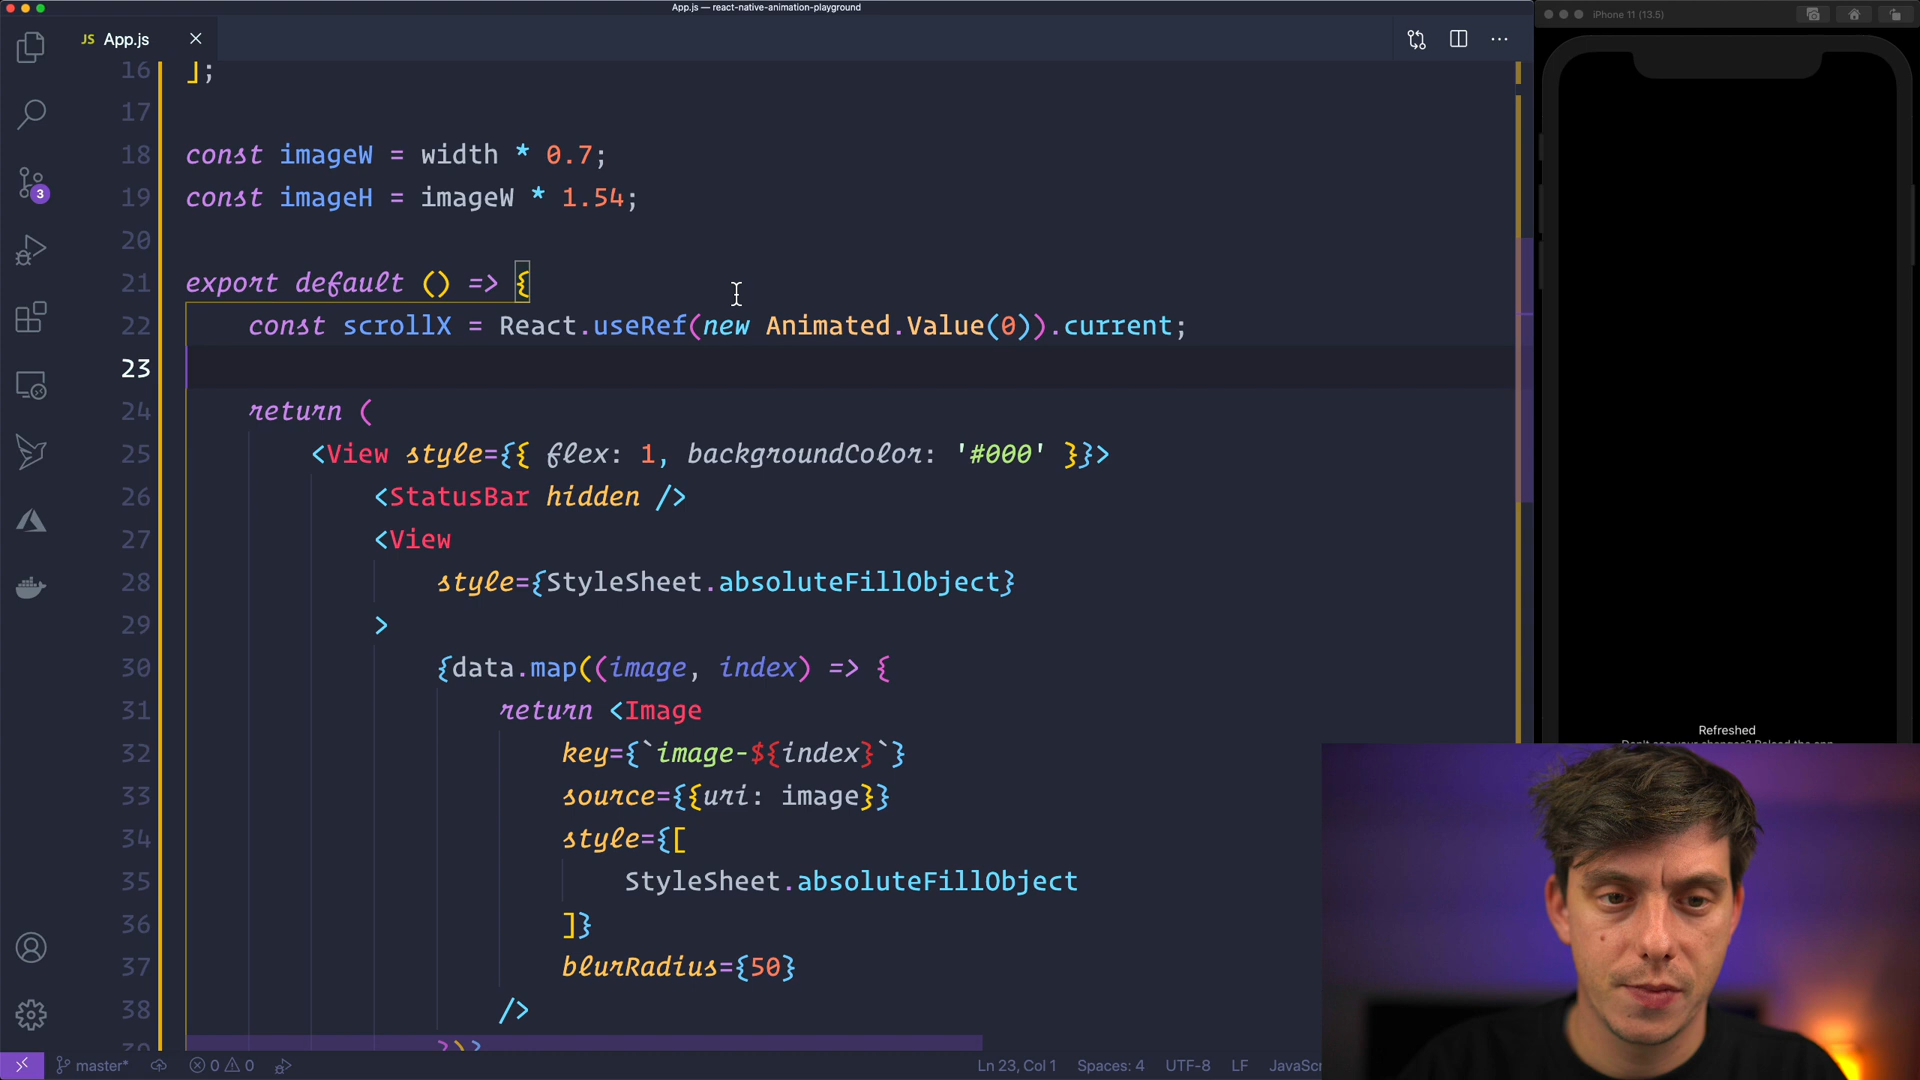 App.js — react-native-animation-playground
iPhone 11 (13.5)
JS App.js
16 ];
17
18 const imageW = width * 0.7;
19 const imageH = imageW * 1.54;
20
21 export default () => {
22 const scrollX = React.useRef(new Animated.Value(0)).current;
23
24 return (
25 <View style={{ flex: 1, backgroundColor: '#000' }}>
26 <StatusBar hidden />
27 <View
28 style={StyleSheet.absoluteFillObject}
29 >
30 {data.map((image, index) => {
31 return <Image
32 key={`image-${index}`}
33 source={{uri: image}}
34 style={[
35 StyleSheet.absoluteFillObject
36 ]}
37 blurRadius={50}
38 />
39 })}
3
Refreshed
master*
0 0
Ln 23, Col 1 Spaces: 4 UTF-8 LF